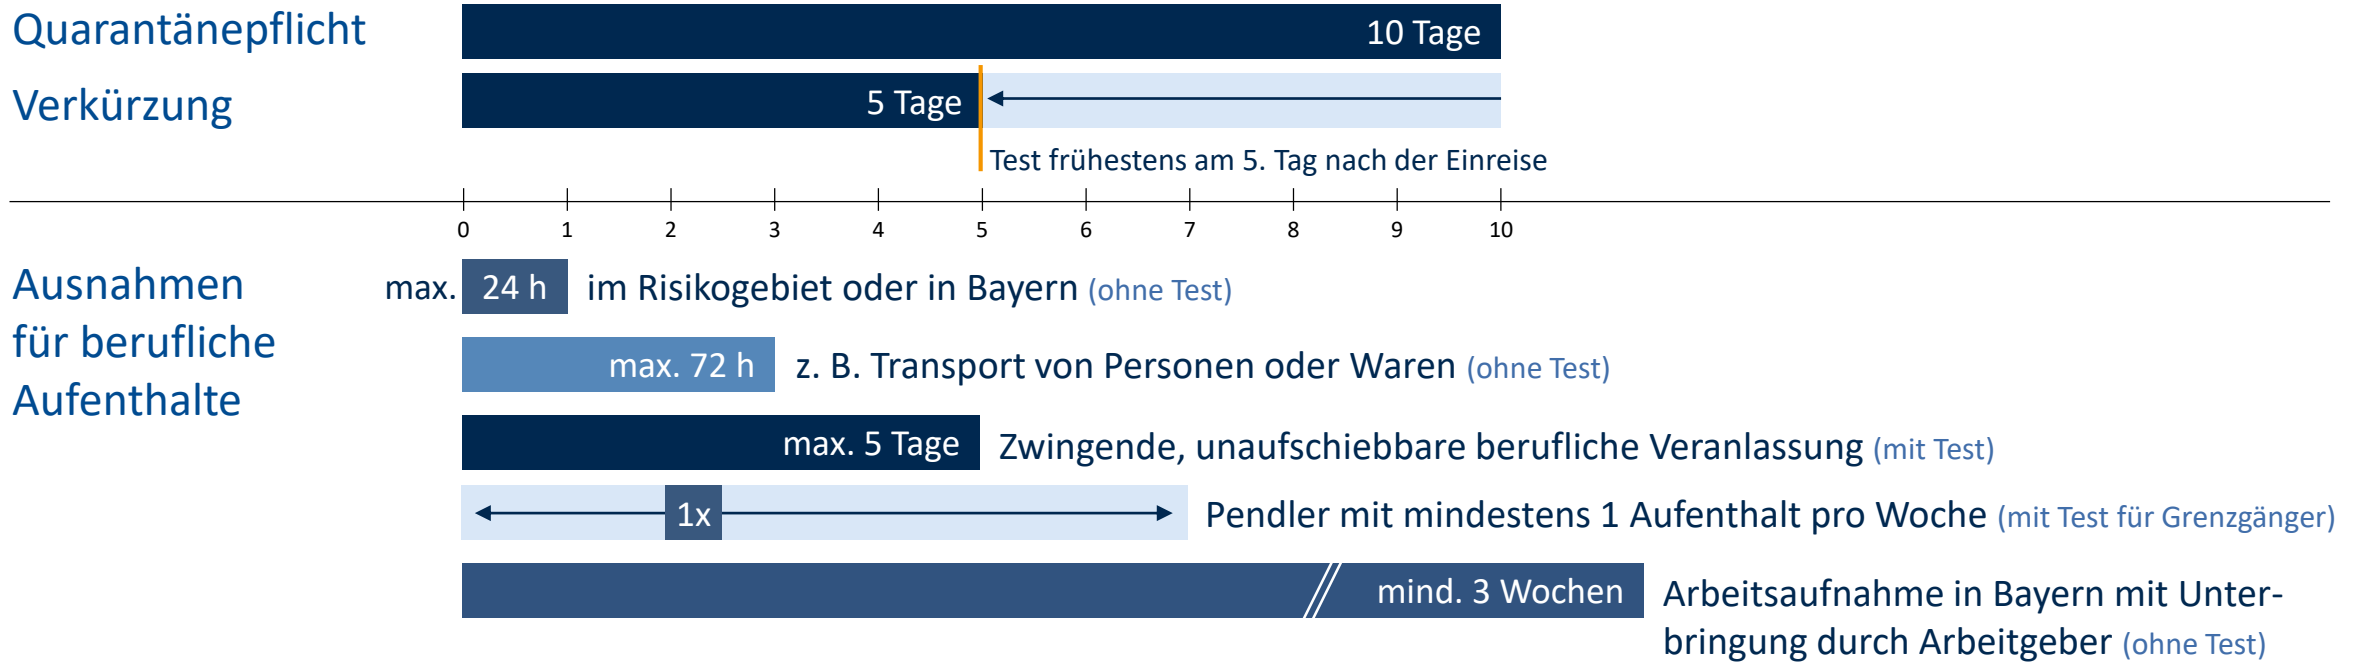 Quarantänepflicht
10 Tage
Verkürzung
5 Tage
Test frühestens am 5. Tag nach der Einreise
0 1 2 3 4 5 6 7 8 9 10
Ausnahmen
für berufliche
Aufenthalte
max. 24 h im Risikogebiet oder in Bayern (ohne Test)
max. 72 h z. B. Transport von Personen oder Waren (ohne Test)
max. 5 Tage Zwingende, unaufschiebbare berufliche Veranlassung (mit Test)
1x Pendler mit mindestens 1 Aufenthalt pro Woche (mit Test für Grenzgänger)
mind. 3 Wochen Arbeitsaufnahme in Bayern mit Unter-
bringung durch Arbeitgeber (ohne Test)